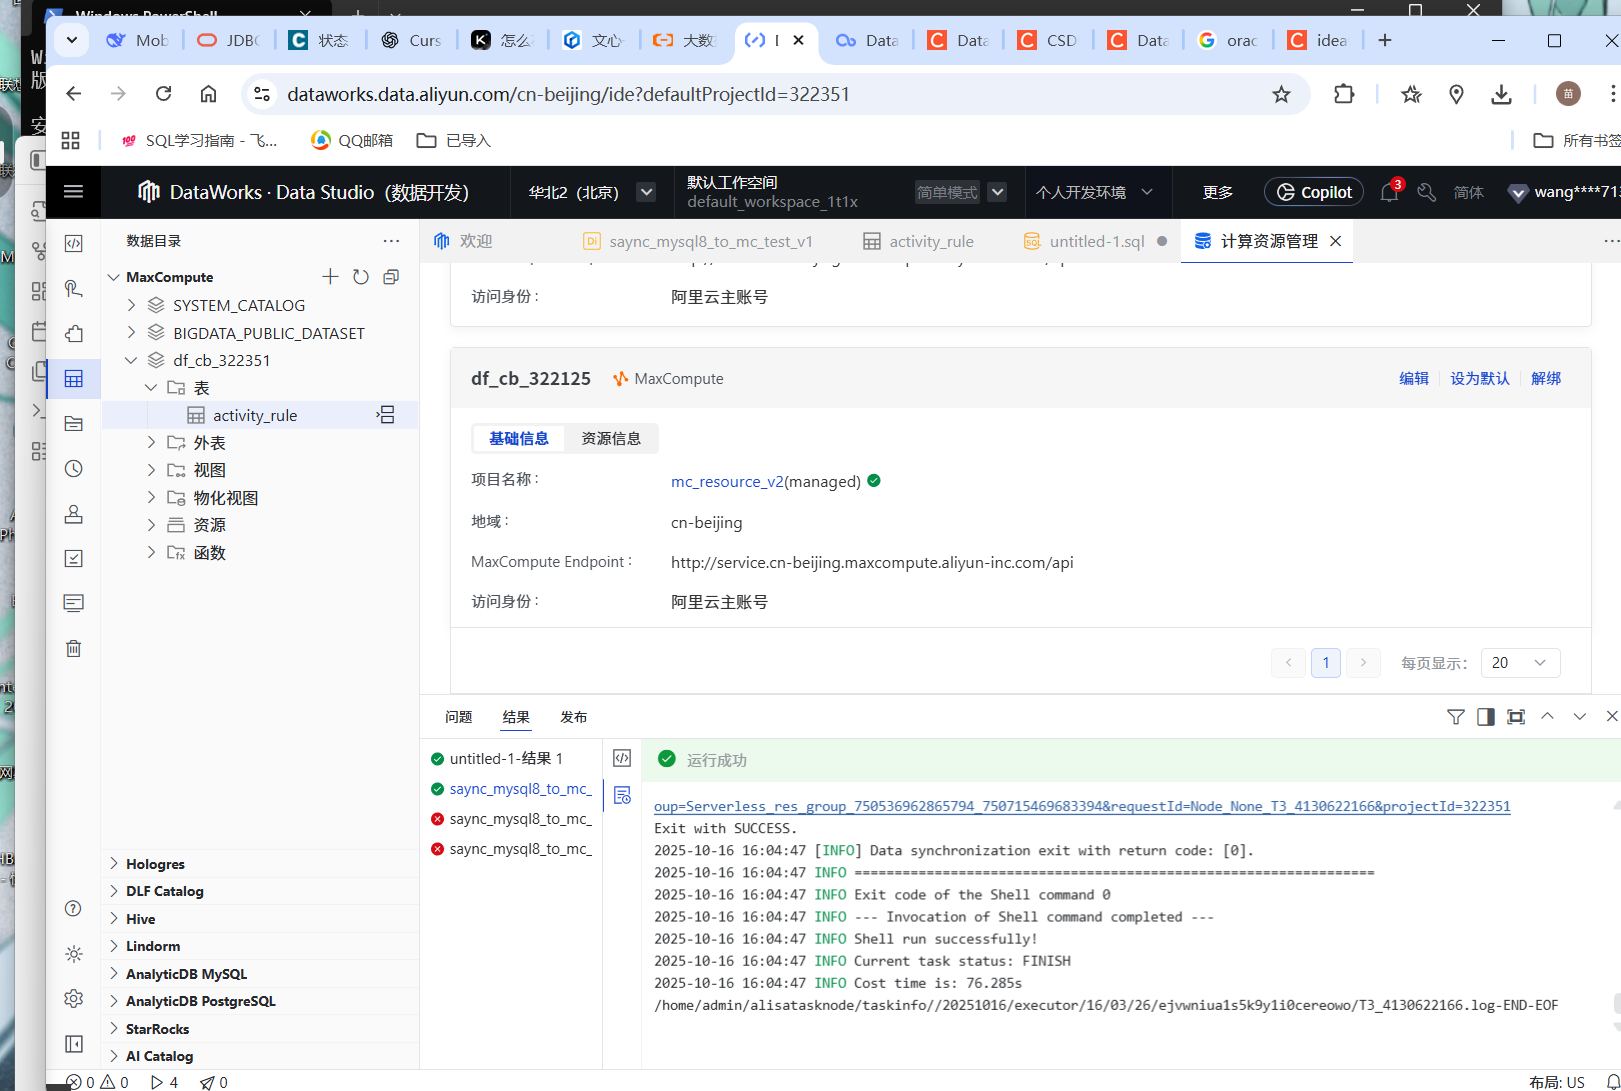 Windows PowerShell
Mob
JDBC
状态
Curs
怎么
文心
大数
Data
Data
CSD
Data
orac
idea
dataworks.data.aliyun.com/cn-beijing/ide?defaultProjectId=322351
苗
SQL学习指南 - 飞...
QQ邮箱
已导入
所有书签
DataWorks · Data Studio (数据开发)
华北2 (北京)
默认工作空间
default_workspace_1t1x
简单模式
个人开发环境
更多
Copilot
3
简体
wang****71
数据目录
欢迎
saync_mysql8_to_mc_test_v1
activity_rule
untitled-1.sql
计算资源管理
MaxCompute
SYSTEM_CATALOG
BIGDATA_PUBLIC_DATASET
df_cb_322351
表
activity_rule
外表
视图
物化视图
资源
函数
Hologres
DLF Catalog
Hive
Lindorm
AnalyticDB MySQL
AnalyticDB PostgreSQL
StarRocks
AI Catalog
访问身份：
阿里云主账号
df_cb_322125
MaxCompute
编辑
设为默认
解绑
基础信息
资源信息
项目名称：
mc_resource_v2(managed)
地域：
cn-beijing
MaxCompute Endpoint：
http://service.cn-beijing.maxcompute.aliyun-inc.com/api
访问身份：
阿里云主账号
1
每页显示：
20
问题
结果
发布
untitled-1-结果 1
saync_mysql8_to_mc_
saync_mysql8_to_mc_
saync_mysql8_to_mc_
运行成功
oup=Serverless_res_group_750536962865794_750715469683394&requestId=Node_None_T3_4130622166&projectId=322351
Exit with SUCCESS.
2025-10-16 16:04:47 [INFO] Data synchronization exit with return code: [0].
2025-10-16 16:04:47 INFO =================================================================
2025-10-16 16:04:47 INFO Exit code of the Shell command 0
2025-10-16 16:04:47 INFO --- Invocation of Shell command completed ---
2025-10-16 16:04:47 INFO Shell run successfully!
2025-10-16 16:04:47 INFO Current task status: FINISH
2025-10-16 16:04:47 INFO Cost time is: 76.285s
/home/admin/alisatasknode/taskinfo//20251016/executor/16/03/26/ejvwniua1s5k9y1i0cereowo/T3_4130622166.log-END-EOF
0
0
4
0
布局: US